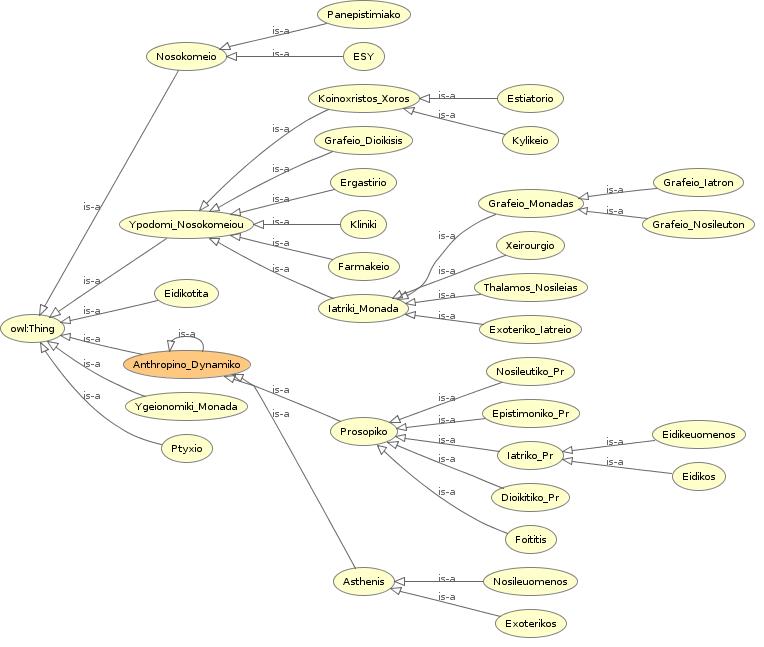 Panepistimiako
is-a
Nosokomeio
is-a
ESY
Koinoxristos_Xoros
is-a
Estiatorio
is-a
is-a
Grafeio_Dioikisis
Kylikeio
is-a
Ergastirio
Grafeio_Monadas
is-a
Grafeio_Iatron
is-a
is-a
is-a
Grafeio_Nosileuton
Ypodomi_Nosokomeiou
is-a
Kliniki
is-a
is-a
Xeirourgio
Farmakeio
is-a
is-a
is-a
Eidikotita
Thalamos_Nosileias
is-a
is-a
Iatriki_Monada
owl:Thing
is-a
Exoteriko_Iatreio
is-a
is-a
Anthropino_Dynamiko
is-a
Nosileutiko_Pr
is-a
is-a
is-a
Ygeionomiki_Monada
is-a
Epistimoniko_Pr
is-a
Prosopiko
is-a
Eidikeuomenos
Ptyxio
is-a
Iatriko_Pr
is-a
is-a
is-a
Eidikos
Dioikitiko_Pr
is-a
Foititis
Asthenis
is-a
Nosileuomenos
is-a
Exoterikos